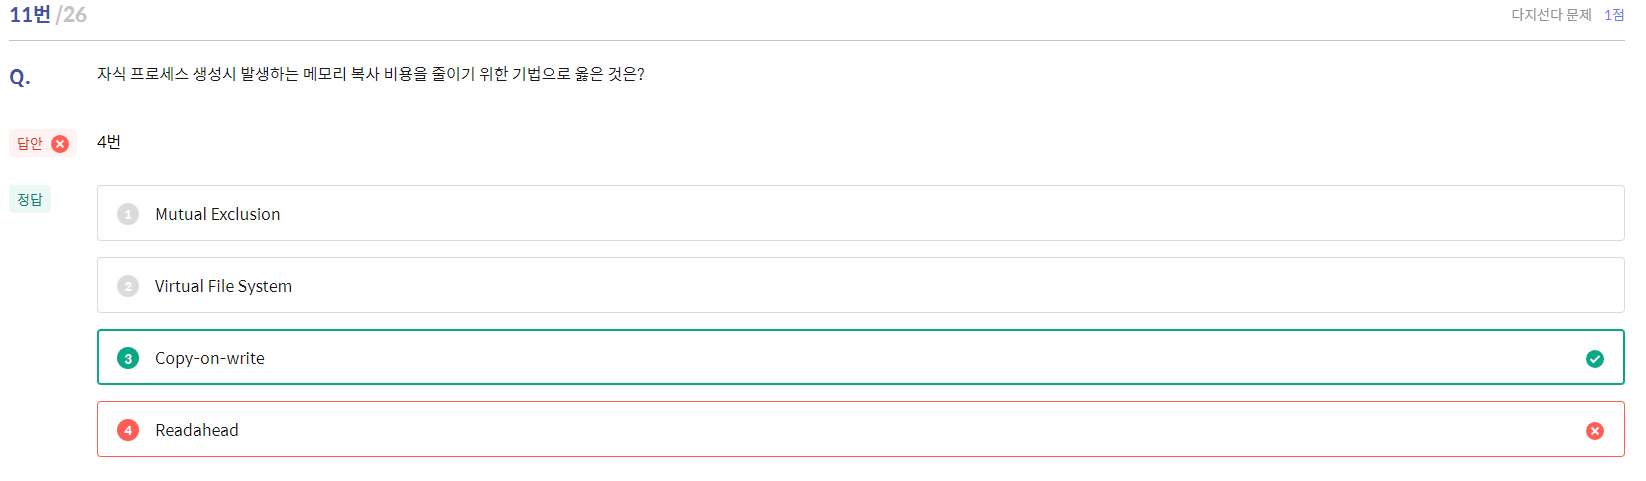 11번 /26
다지선다 문제 1점
Q.
자식 프로세스 생성시 발생하는 메모리 복사 비용을 줄이기 위한 기법으로 옳은 것은?
답안
4번
정답
1 Mutual Exclusion
2 Virtual File System
3 Copy-on-write
4 Readahead